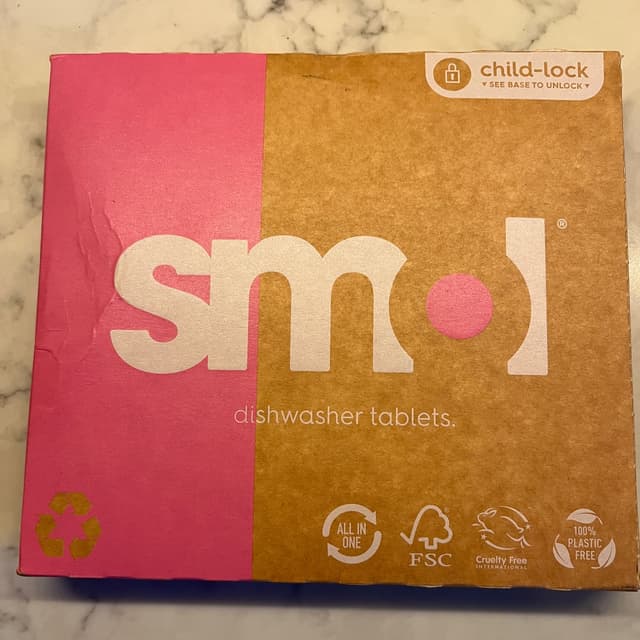 child-lock
▾ SEE BASE TO UNLOCK ▾
smol®
dishwasher tablets.
ALL IN
ONE
FSC
Cruelty Free
INTERNATIONAL
100%
PLASTIC
FREE